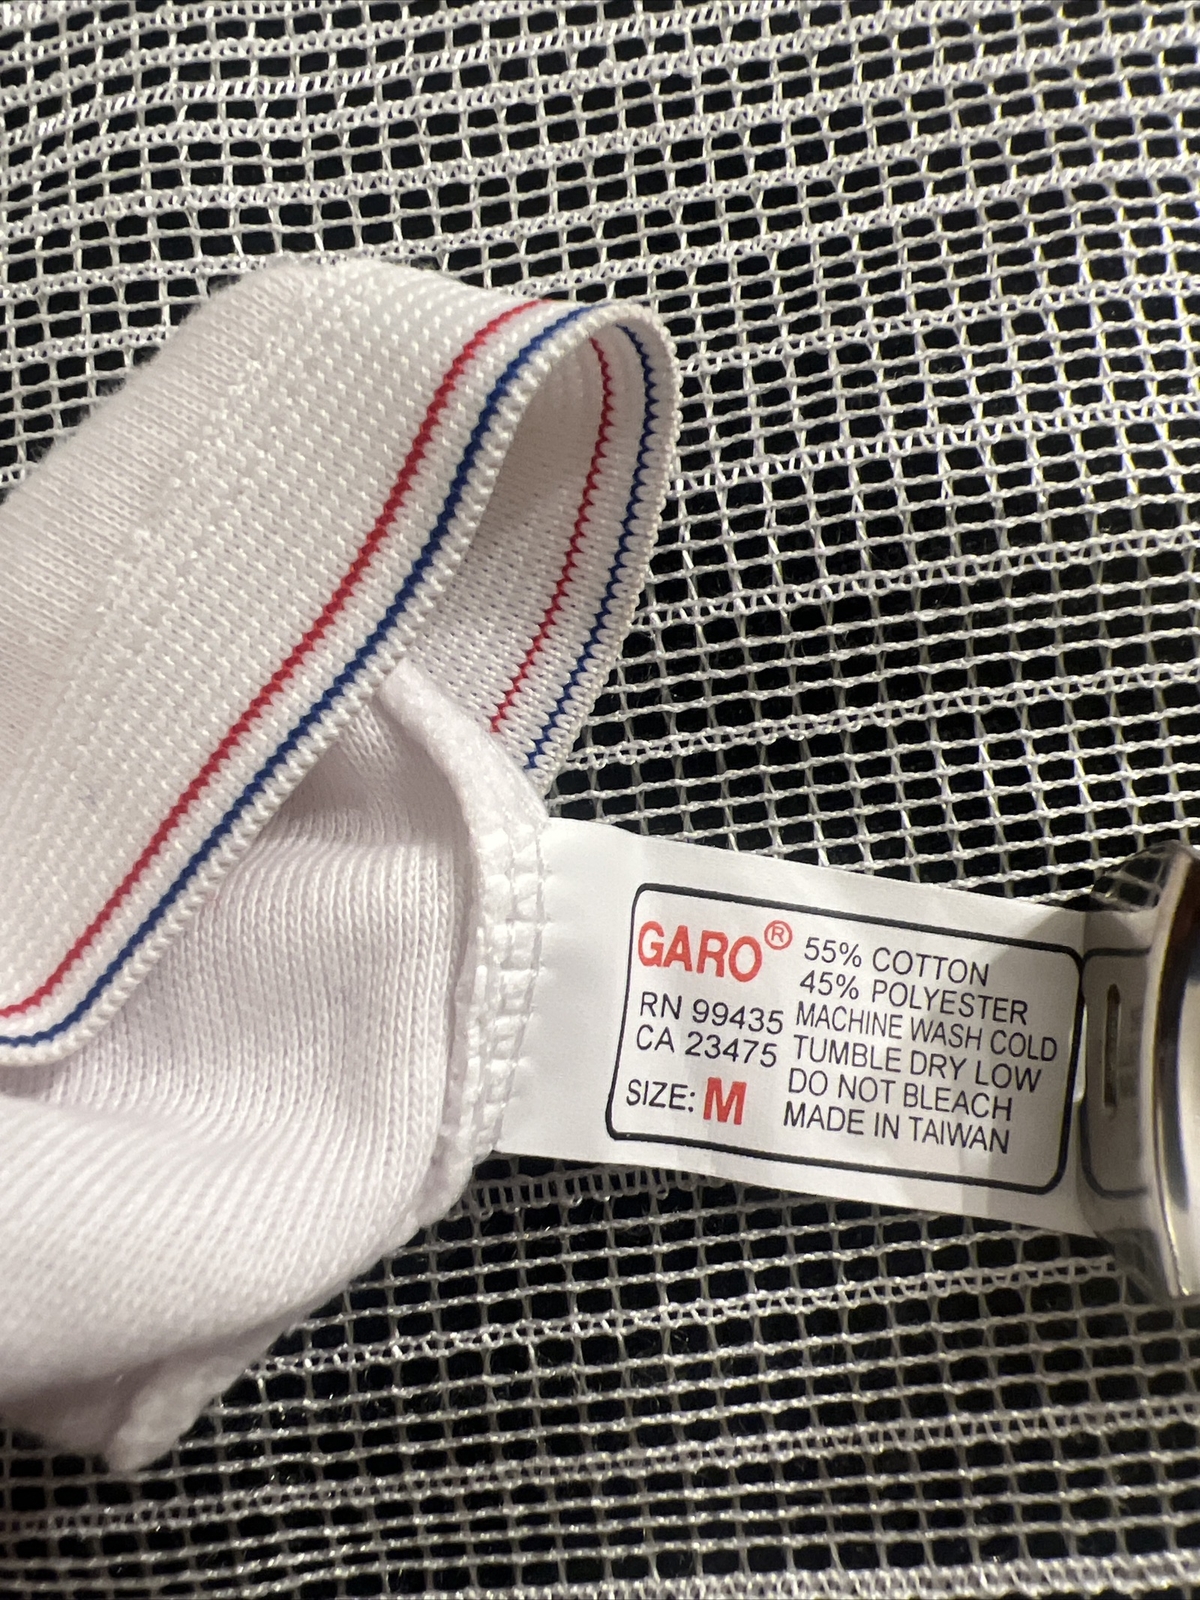 GARO®
RN 99435
CA 23475
SIZE: M
55% COTTON
45% POLYESTER
MACHINE WASH COLD
TUMBLE DRY LOW
DO NOT BLEACH
MADE IN TAIWAN